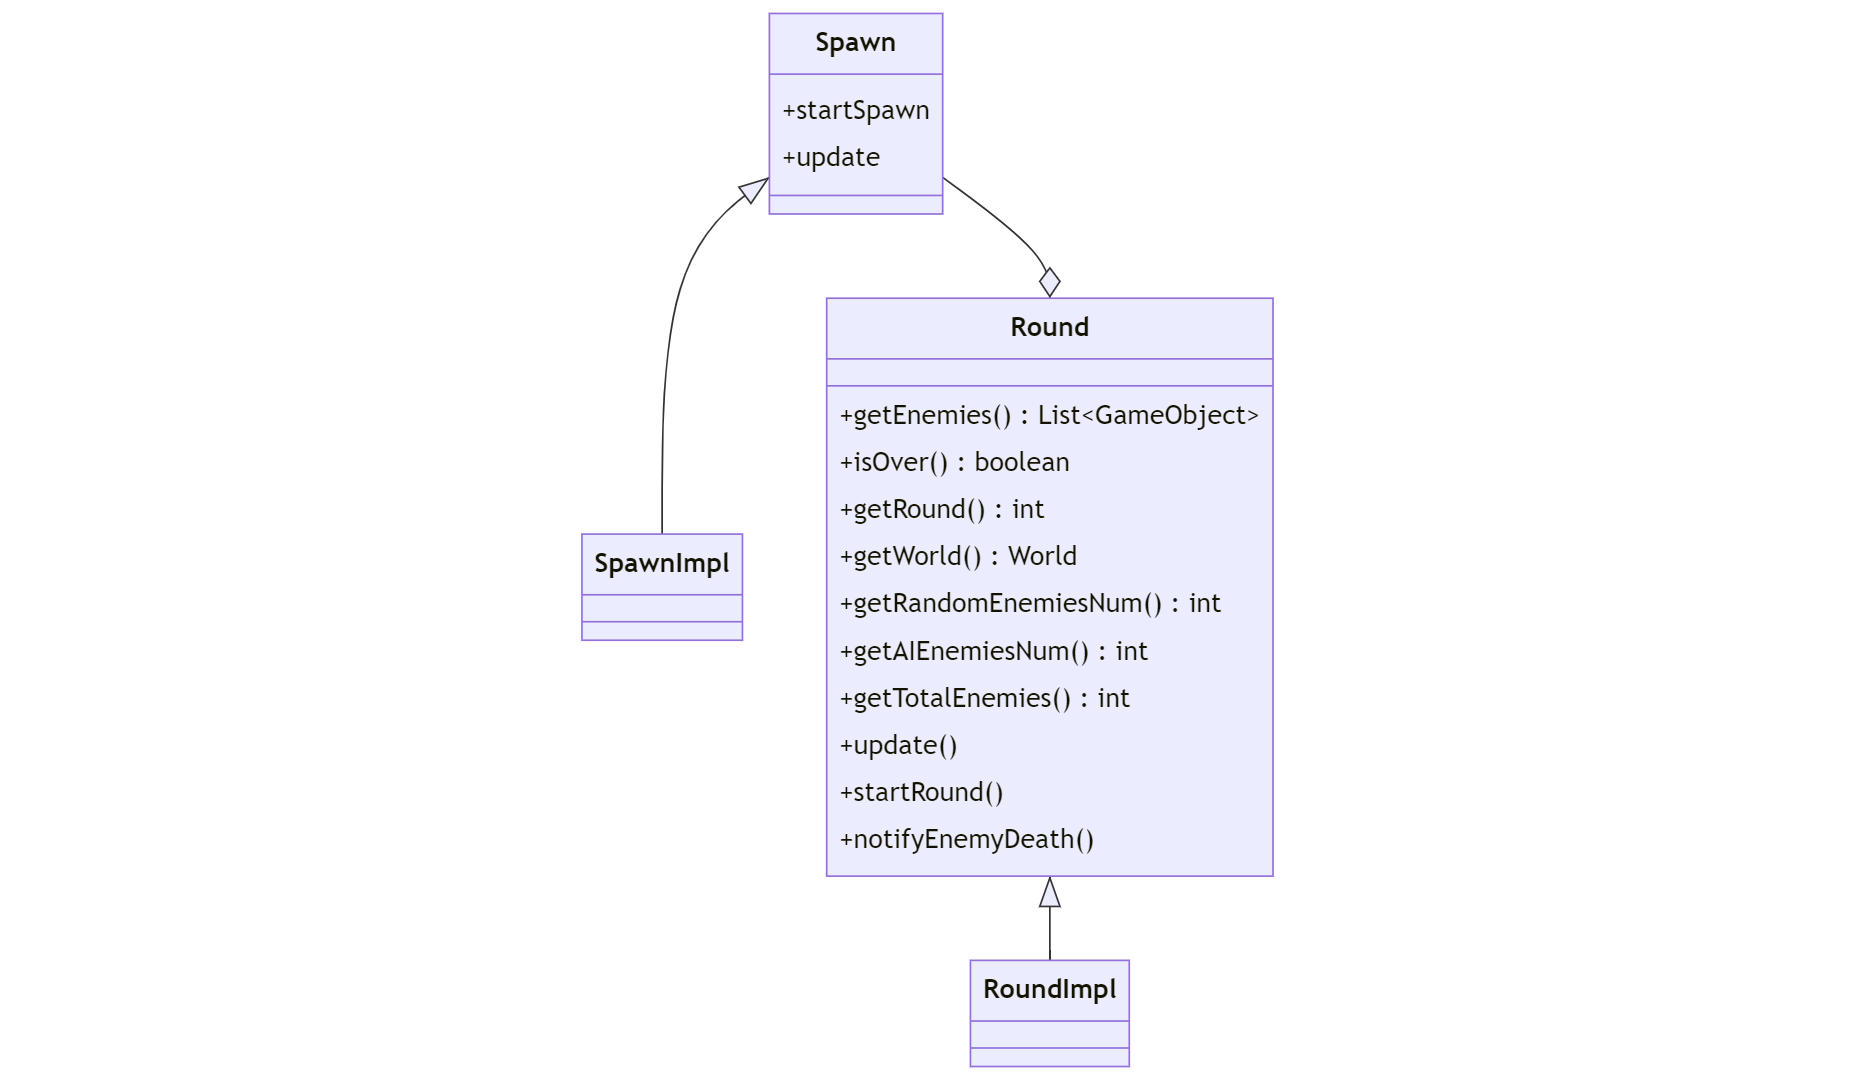 Spawn
+startSpawn
+update
Round
+getEnemies() : List<GameObject>
+isOver() : boolean
+getRound() : int
+getWorld() : World
+getRandomEnemiesNum() : int
+getAIEnemiesNum() : int
+getTotalEnemies() : int
+update()
+startRound()
+notifyEnemyDeath()
SpawnImpl
RoundImpl